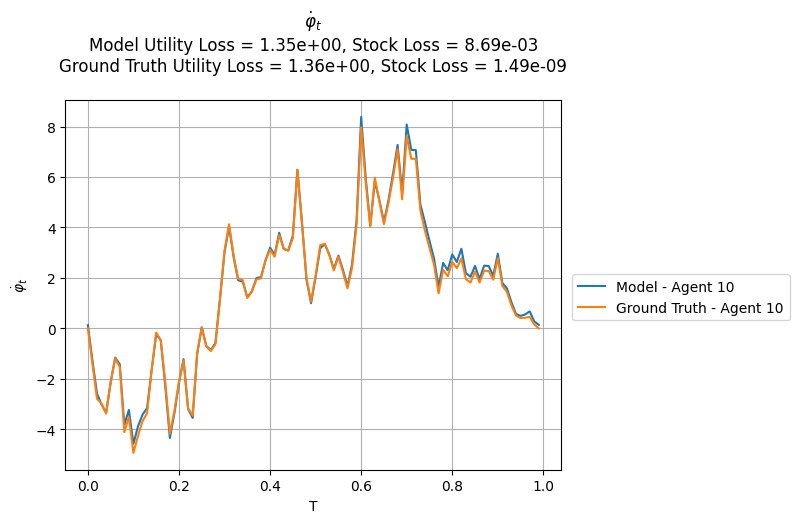 φ̇t
Model Utility Loss = 1.35e+00, Stock Loss = 8.69e-03
Ground Truth Utility Loss = 1.36e+00, Stock Loss = 1.49e-09
8
6
4
2
0
−2
−4
φ̇t
0.0 0.2 0.4 0.6 0.8 1.0
T
Model - Agent 10
Ground Truth - Agent 10